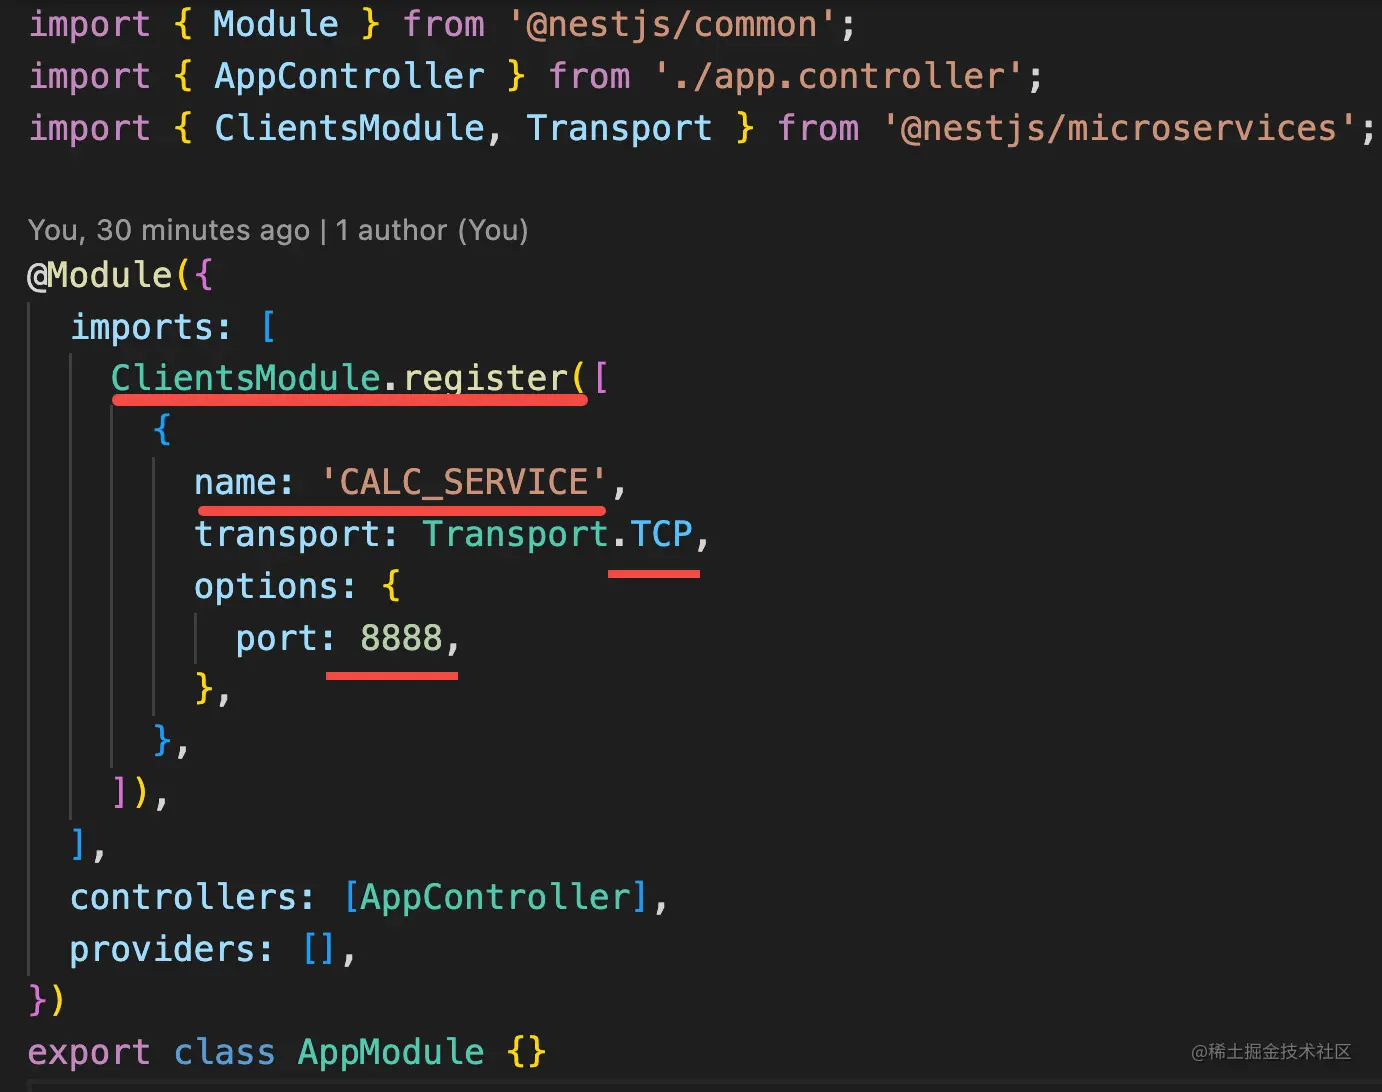 import { Module } from '@nestjs/common';
import { AppController } from './app.controller';
import { ClientsModule, Transport } from '@nestjs/microservices';
You, 30 minutes ago | 1 author (You)
@Module({
  imports: [
    ClientsModule.register([
      {
        name: 'CALC_SERVICE',
        transport: Transport.TCP,
        options: {
          port: 8888,
        },
      },
    ]),
  ],
  controllers: [AppController],
  providers: [],
})
export class AppModule {}
@稀土掘金技术社区